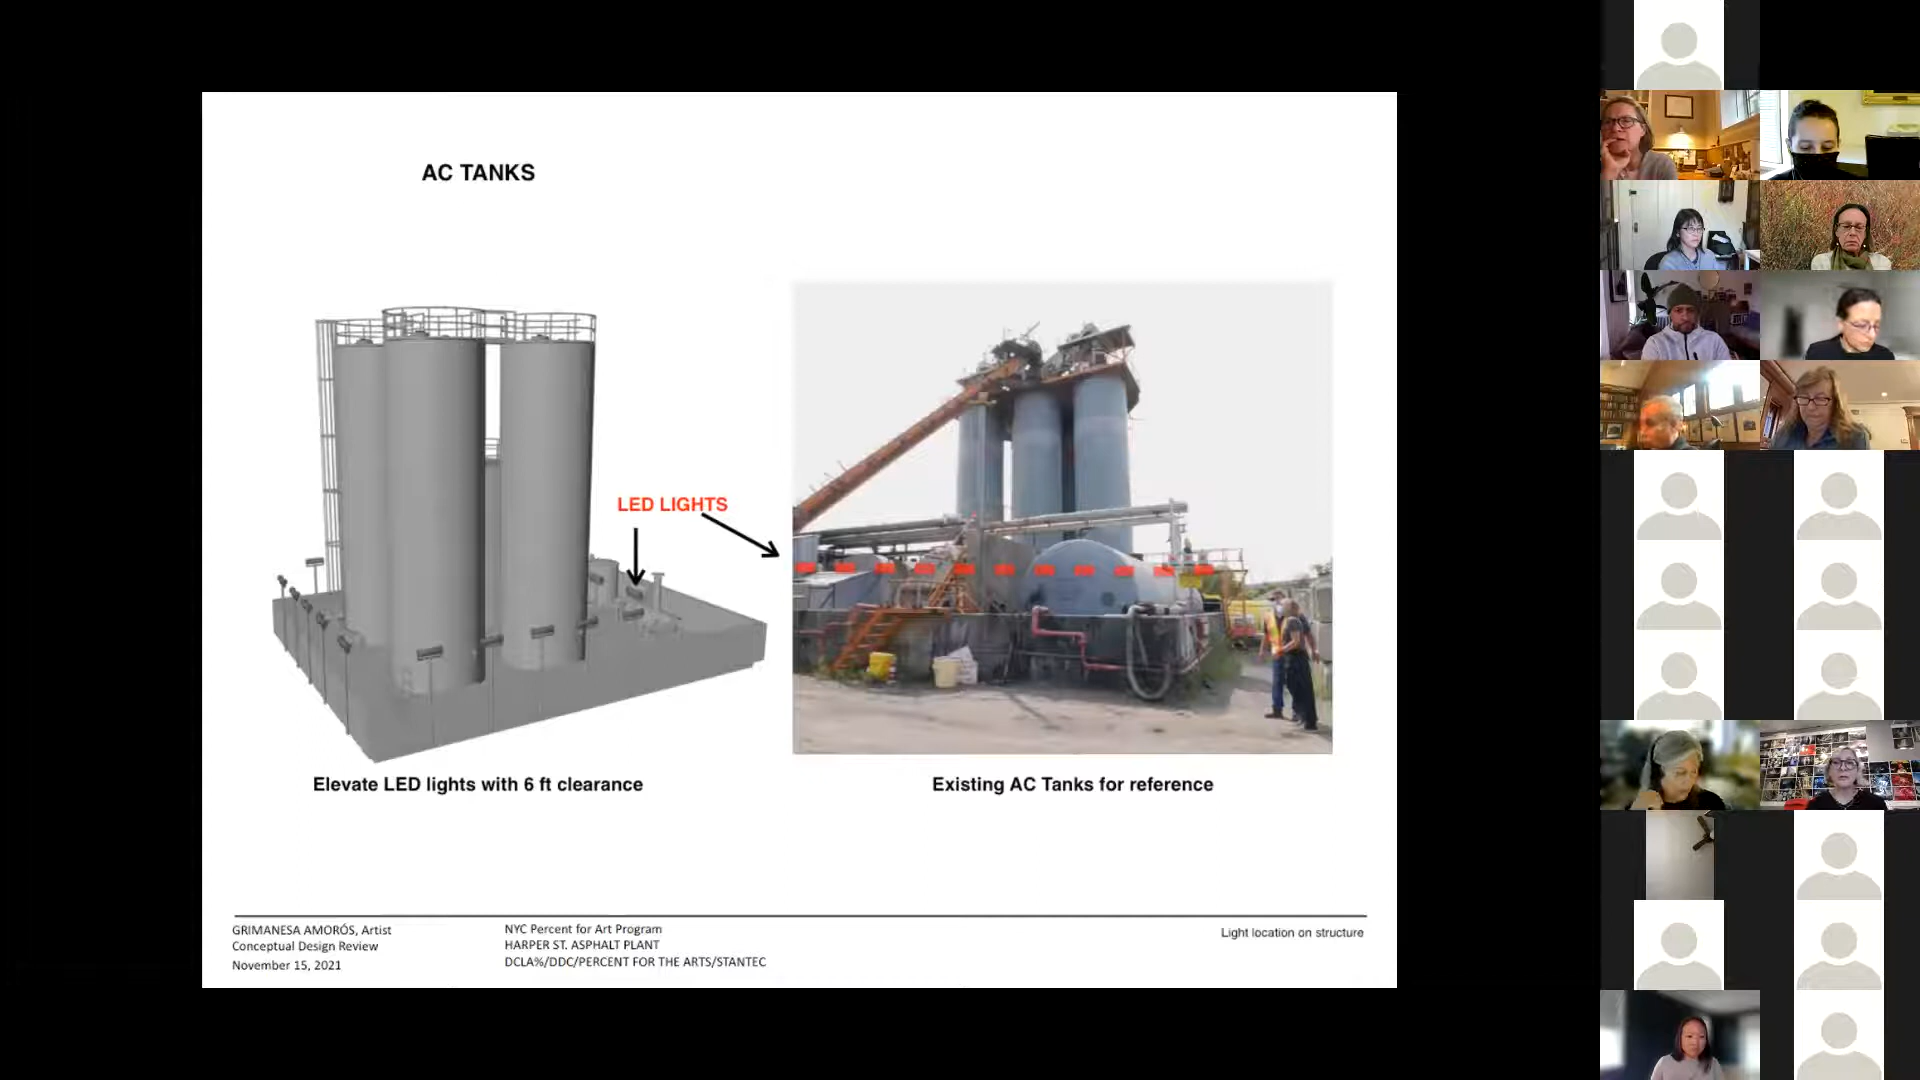 AC TANKS
LED LIGHTS
Elevate LED lights with 6 ft clearance
Existing AC Tanks for reference
GRIMANESA AMORÓS, Artist
Conceptual Design Review
November 15, 2021
NYC Percent for Art Program
HARPER ST. ASPHALT PLANT
DCLA%/DDC/PERCENT FOR THE ARTS/STANTEC
Light location on structure